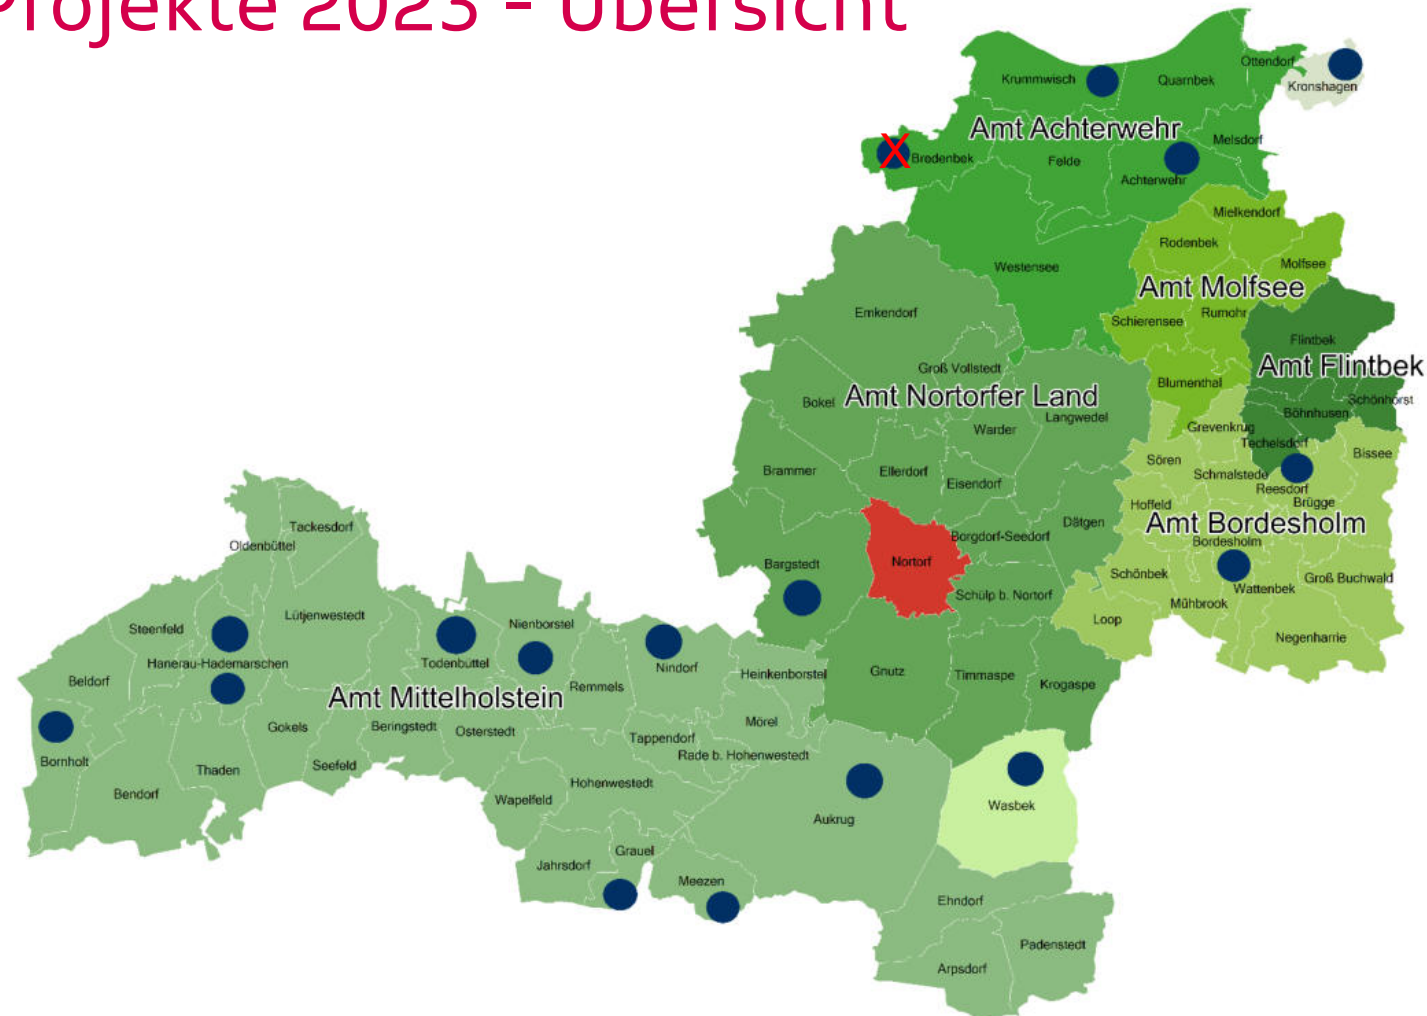 Projekte 2023 - Übersicht
Ottendorf
Krummwisch
Quarnbek
Kronshagen
Amt Achterwehr
Melsdorf
X
Bredenbek
Felde
Achterwehr
Mielkendorf
Rodenbek
Westensee
Molfsee
Amt Molfsee
Emkendorf
Schierensee
Rumohr
Flintbek
Amt Flintbek
Groß Vollstedt
Blumenthal
Amt Nortorfer Land
Bokel
Schönhorst
Langwedel
Böhnhusen
Warder
Grevenkrug
Techelsdorf
Bissee
Sören
Brammer
Ellerdorf
Schmalstede
Eisendorf
Reesdorf
Brügge
Hoffeld
Dätgen
Amt Bordesholm
Tackesdorf
Borgdorf-Seedorf
Bordesholm
Oldenbüttel
Bargstedt
Nortorf
Schönbek
Groß Buchwald
Wattenbek
Schülp b. Nortorf
Mühbrook
Lütjenwestedt
Loop
Nienborstel
Steenfeld
Negenharrie
Hanerau-Hademarschen
Todenbüttel
Nindorf
Heinkenborstel
Gnutz
Timmaspe
Beldorf
Krogaspe
Remmels
Amt Mittelholstein
Mörel
Gokels
Beringstedt
Osterstedt
Tappendorf
Rade b. Hohenwestedt
Bornholt
Seefeld
Thaden
Hohenwestedt
Bendorf
Wapelfeld
Wasbek
Aukrug
Grauel
Jahrsdorf
Meezen
Ehndorf
Padenstedt
Arpsdorf